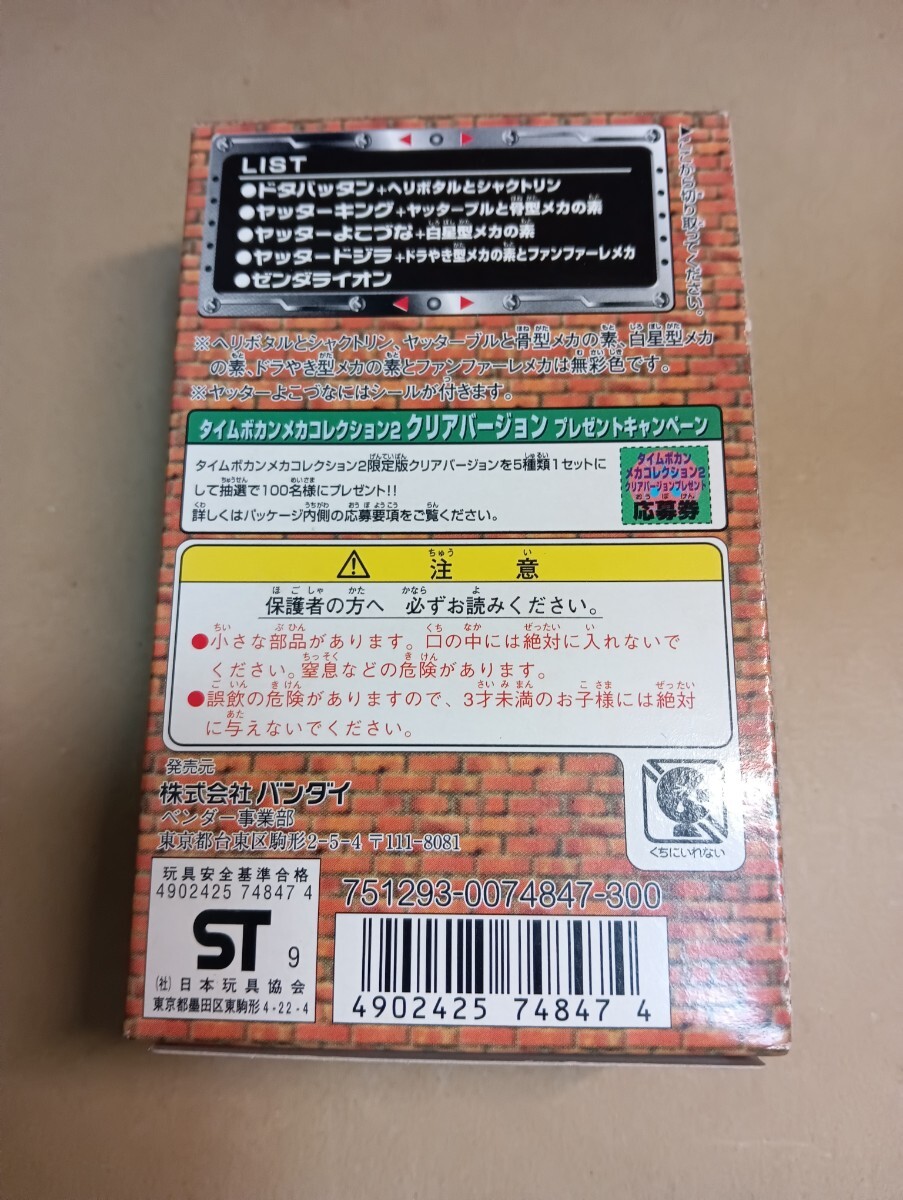 ▶ここから切り取ってください。
LIST
●ドタバッタン+ヘリボタルとシャクトリン
●ヤッターキング+ヤッターブルと骨型メカの素
●ヤッターよこづな+白星型メカの素
●ヤッタードジラ+ドラやき型メカの素とファンファーレメカ
●ゼンダライオン
※ヘリボタルとシャクトリン、ヤッターブルと骨型メカの素、白星型メカ
の素、ドラやき型メカの素とファンファーレメカは無彩色です。
※ヤッターよこづなにはシールが付きます。
タイムボカンメカコレクション2 クリアバージョン プレゼントキャンペーン
タイムボカンメカコレクション2限定版クリアバージョンを5種類1セットに
して抽選で100名様にプレゼント!!
詳しくはパッケージ内側の応募要項をご覧ください。
タイムボカン
メカコレクション2
クリアバージョンプレゼント
応募券
注意
保護者の方へ 必ずお読みください。
●小さな部品があります。口の中には絶対に入れないで
ください。窒息などの危険があります。
●誤飲の危険がありますので、3才未満のお子様には絶対
に与えないでください。
発売元
株式会社 バンダイ
ベンダー事業部
東京都台東区駒形2-5-4 〒111-8081
くちにいれない
玩具安全基準合格
4902425 74847 4
ST 9
(社)日本玩具協会
東京都墨田区東駒形4-22-4
751293-0074847-300
4902425 748474